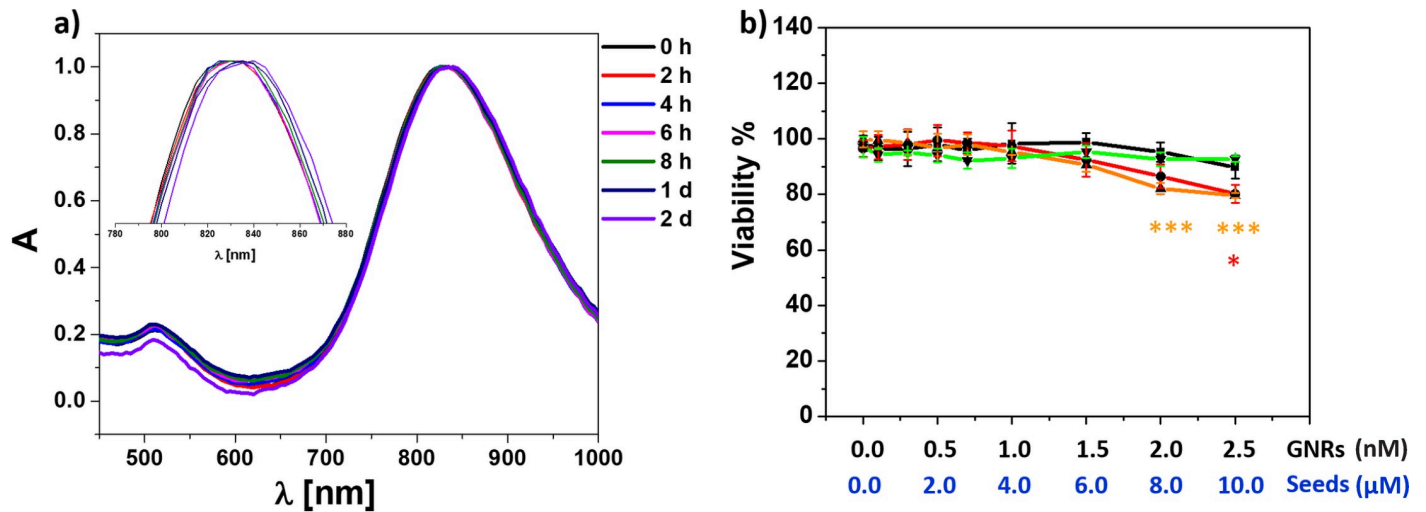 a)
A
1.0
0.8
0.6
0.4
0.2
0.0
500
600
700
800
900
1000
λ [nm]
780
800
820
840
860
880
λ [nm]
0 h
2 h
4 h
6 h
8 h
1 d
2 d
b)
Viability %
140
120
100
80
60
40
20
0
***
***
*
0.0 0.5 1.0 1.5 2.0 2.5 GNRs (nM)
0.0 2.0 4.0 6.0 8.0 10.0 Seeds (µM)